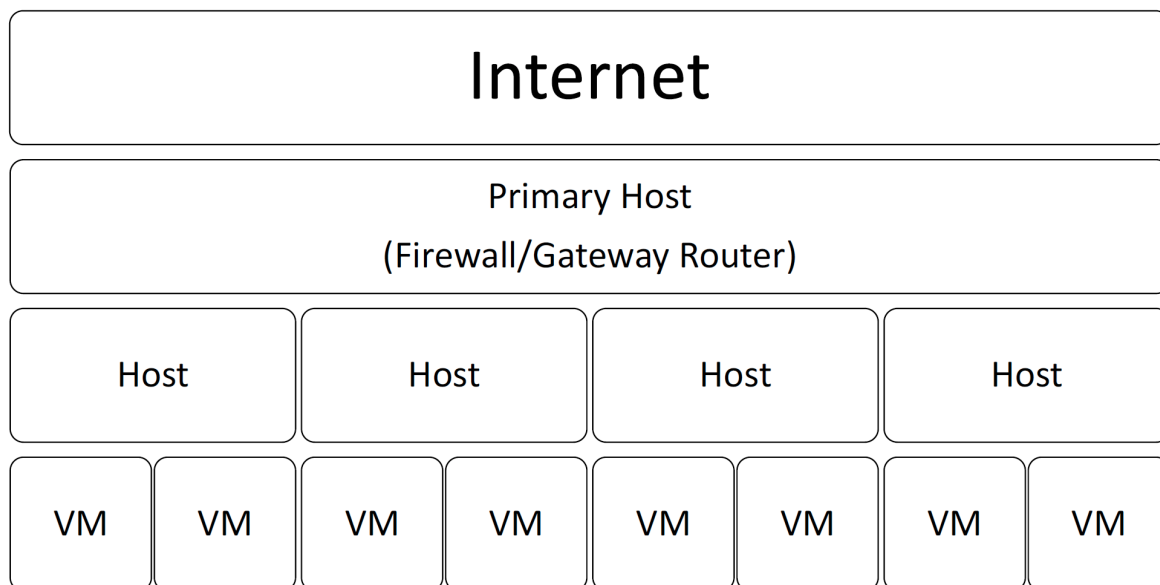 Internet
Primary Host
(Firewall/Gateway Router)
Host Host Host Host
VM VM VM VM VM VM VM VM